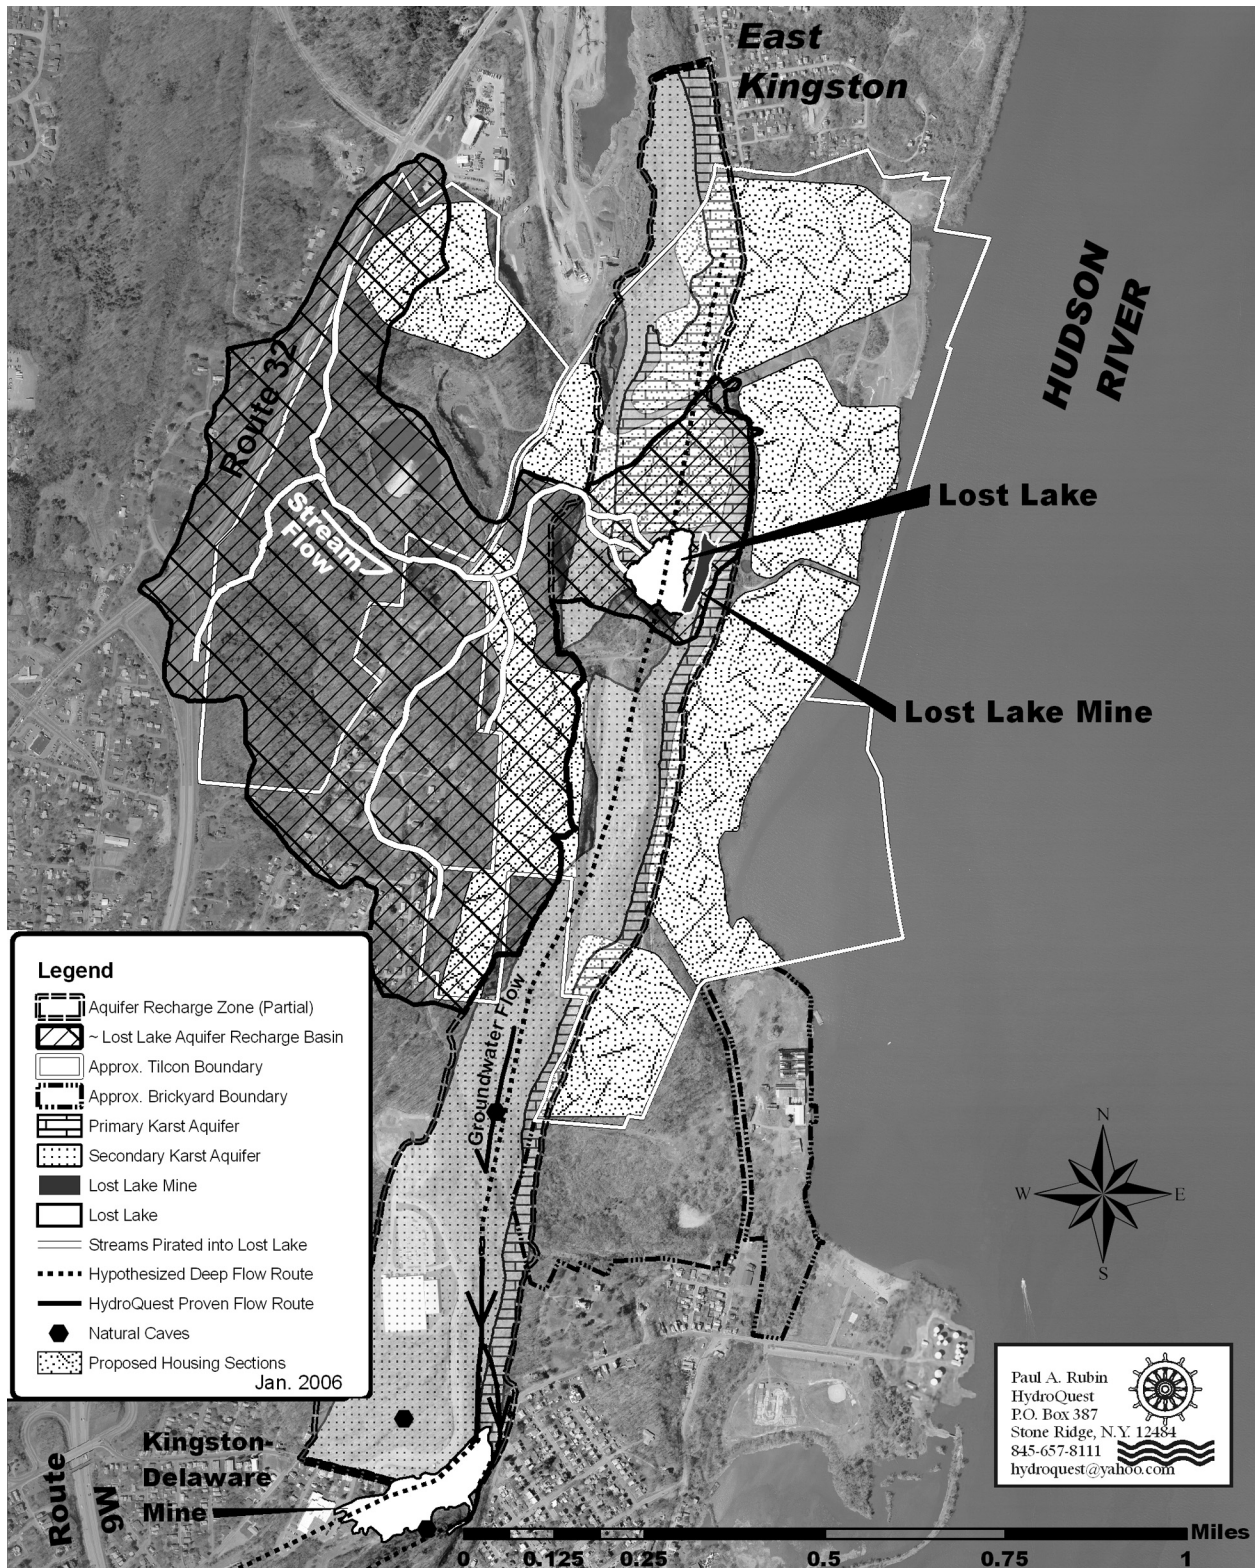 East
Kingston
HUDSON
RIVER
Route 32
Stream
Flow
Lost Lake
Lost Lake Mine
Groundwater Flow
Legend
Aquifer Recharge Zone (Partial)
~ Lost Lake Aquifer Recharge Basin
Approx. Tilcon Boundary
Approx. Brickyard Boundary
Primary Karst Aquifer
Secondary Karst Aquifer
Lost Lake Mine
Lost Lake
Streams Pirated into Lost Lake
Hypothesized Deep Flow Route
HydroQuest Proven Flow Route
Natural Caves
Proposed Housing Sections
Jan. 2006
N
W
E
S
Paul A. Rubin
HydroQuest
P.O. Box 387
Stone Ridge, N.Y. 12484
845-657-8111
hydroquest@yahoo.com
Kingston-
Delaware
Mine
Route
9W
Miles
0 0.125 0.25 0.5 0.75 1